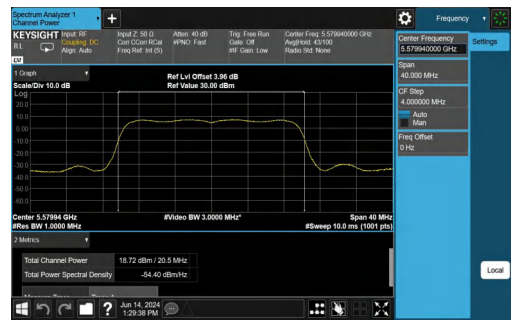 Spectrum Analyzer 1
Channel Power
+
Frequency
KEYSIGHT
RL
Input: RF
Coupling: DC
Align: Auto
Input Z: 50 Ω
Corr CCorr RCal
Freq Ref: Int (S)
Atten: 40 dB
#PNO: Fast
Trig: Free Run
Gate: Off
#IF Gain: Low
Center Freq: 5.579940000 GHz
Avg|Hold: 43/100
Radio Std: None
Center Frequency
5.579940000 GHz
Settings
Span
40.000 MHz
CF Step
4.000000 MHz
Auto
Man
Freq Offset
0 Hz
Local
1 Graph
Scale/Div 10.0 dB
Ref Lvl Offset 3.96 dB
Ref Value 30.00 dBm
Log
20.0
10.0
0.00
-10.0
-20.0
-30.0
-40.0
-50.0
-60.0
Center 5.57994 GHz
#Video BW 3.0000 MHz*
Span 40 MHz
#Res BW 1.0000 MHz
#Sweep 10.0 ms (1001 pts)
2 Metrics
Total Channel Power
18.72 dBm / 20.5 MHz
Total Power Spectral Density
-54.40 dBm/Hz
?
Jun 14, 2024
1:29:38 PM